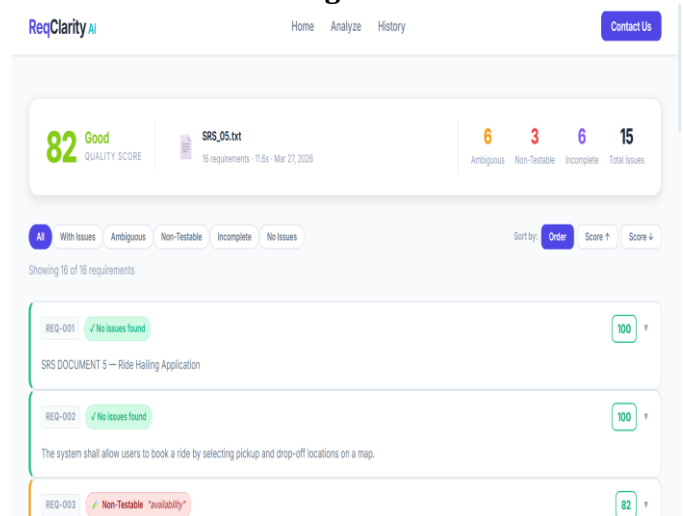 ReqClarity AI Home Analyze History Contact Us
82 Good
QUALITY SCORE
SRS_05.txt
16 requirements · 11.6s · Mar 27, 2026
6 3 6 15
Ambiguous Non-Testable Incomplete Total Issues
All With Issues Ambiguous Non-Testable Incomplete No Issues Sort by: Order Score ↑ Score ↓
Showing 16 of 16 requirements
REQ-001 ✓ No issues found 100 ▼
SRS DOCUMENT 5 — Ride Hailing Application
REQ-002 ✓ No issues found 100 ▼
The system shall allow users to book a ride by selecting pickup and drop-off locations on a map.
REQ-003 Non-Testable "availability" 82 ▼